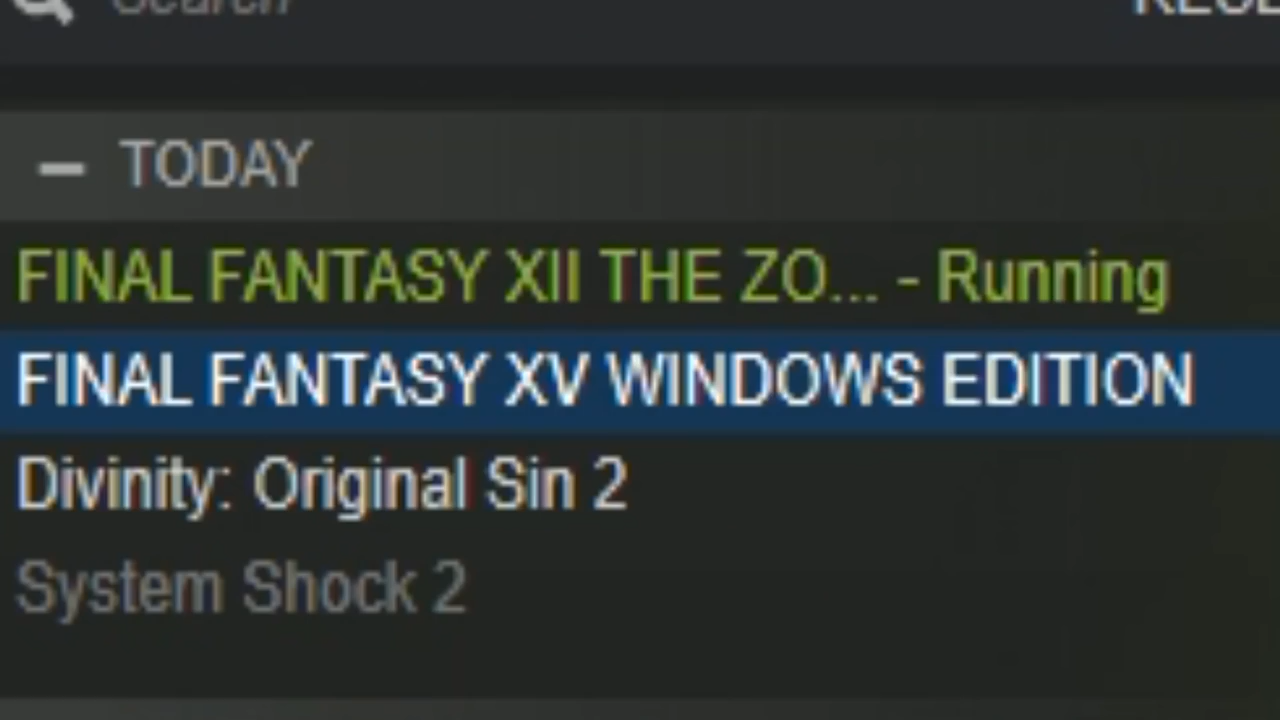 Search
TODAY
FINAL FANTASY XII THE ZO... - Running
FINAL FANTASY XV WINDOWS EDITION
Divinity: Original Sin 2
System Shock 2